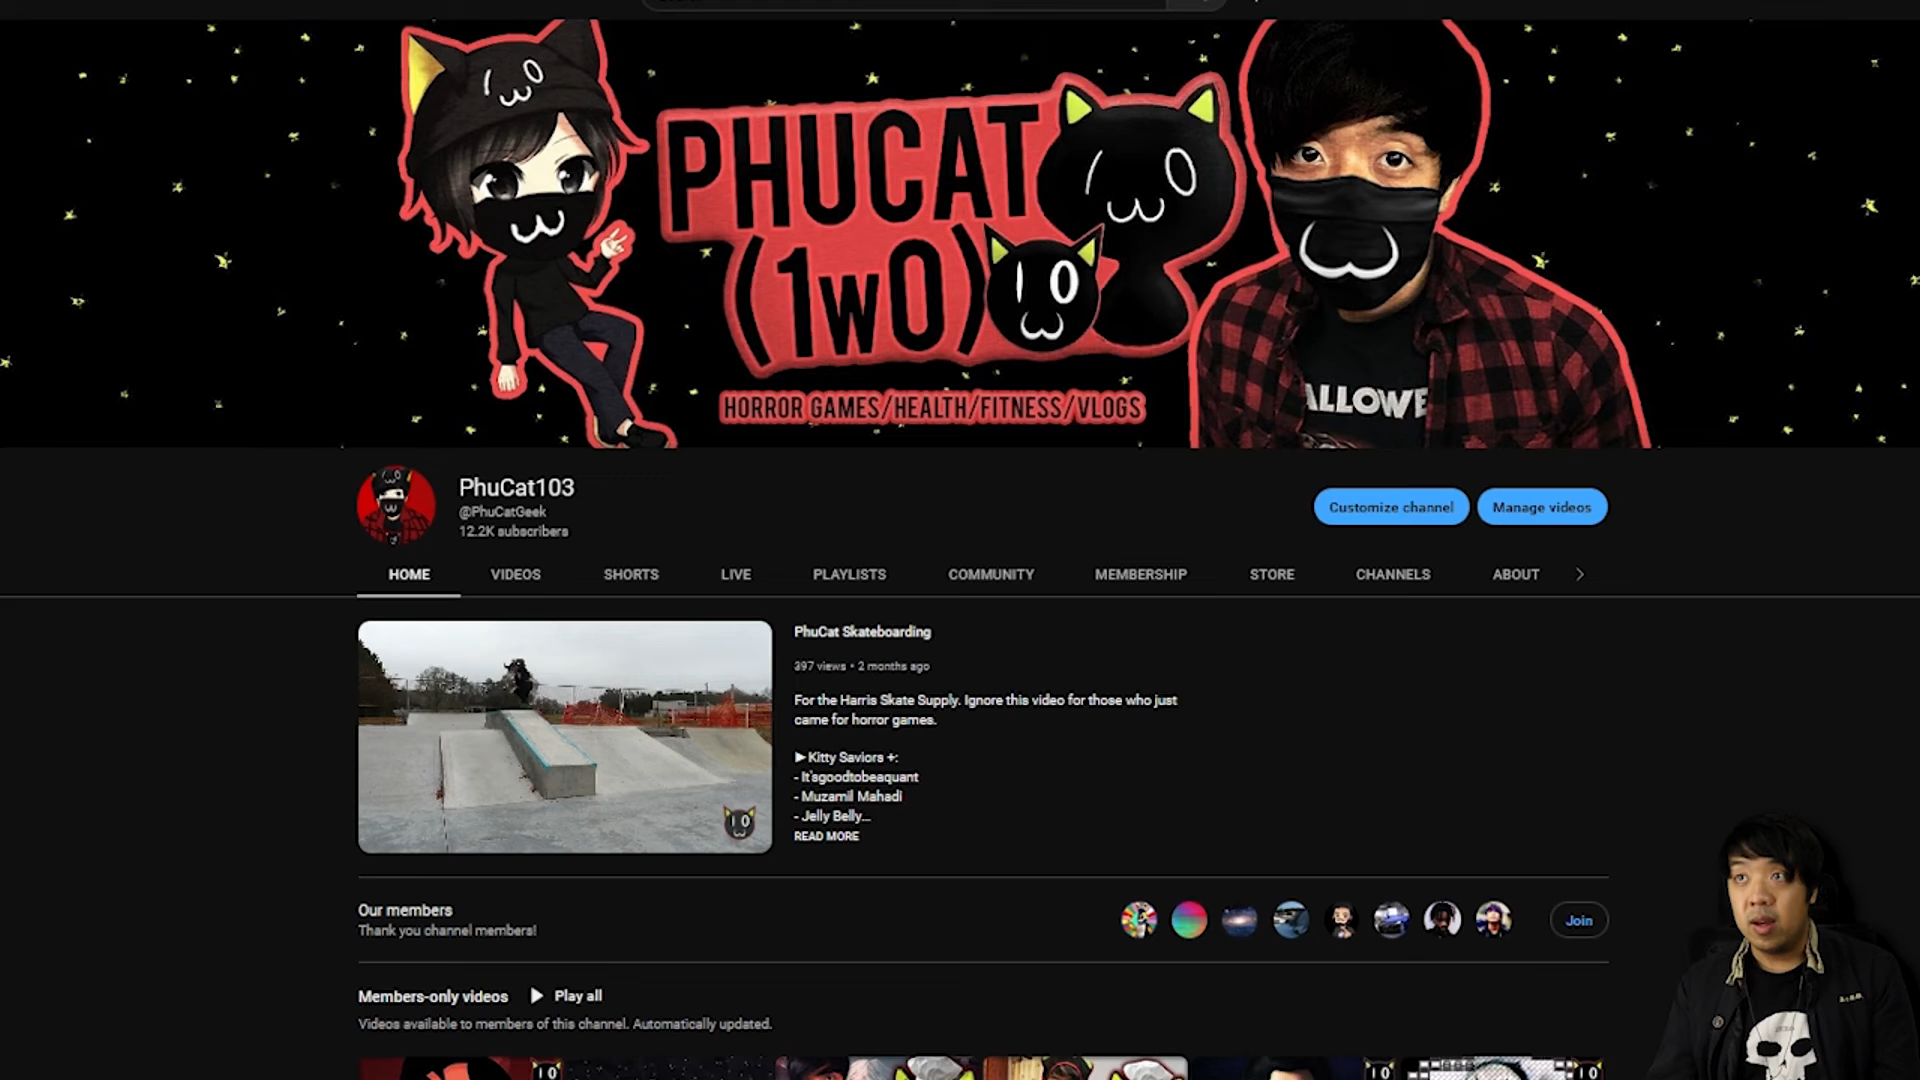 PHUCAT
(1w0)
HORROR GAMES/HEALTH/FITNESS/VLOGS
ALLOWE
PhuCat103
@PhuCatGeek
12.2K subscribers
Customize channel
Manage videos
HOME
VIDEOS
SHORTS
LIVE
PLAYLISTS
COMMUNITY
MEMBERSHIP
STORE
CHANNELS
ABOUT
PhuCat Skateboarding
397 views • 2 months ago
For the Harris Skate Supply. Ignore this video for those who just
came for horror games.
► Kitty Saviors +:
- It'sgoodtobeaquant
- Muzamil Mahadi
- Jelly Belly...
READ MORE
Our members
Thank you channel members!
Join
Members-only videos
Play all
Videos available to members of this channel. Automatically updated.